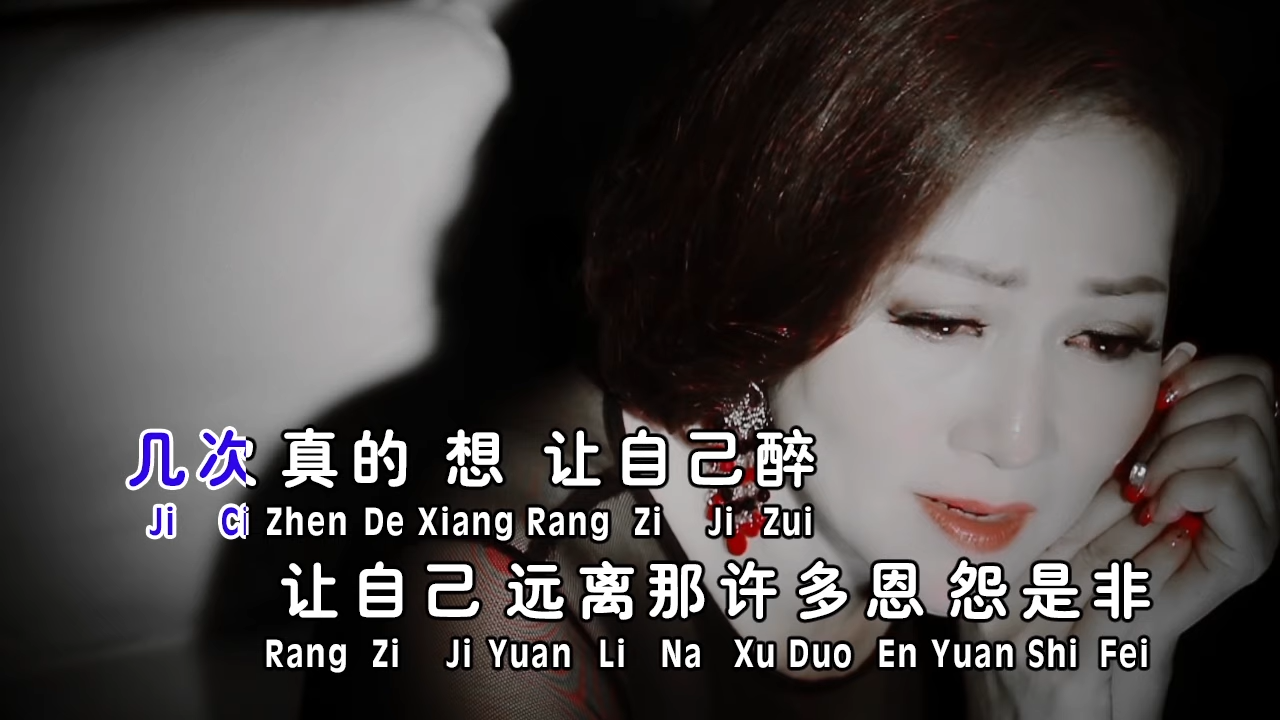 几次 真的 想 让自己醉
Ji Ci Zhen De Xiang Rang Zi Ji Zui
让自己 远离那许多恩 怨是非
Rang Zi Ji Yuan Li Na Xu Duo En Yuan Shi Fei